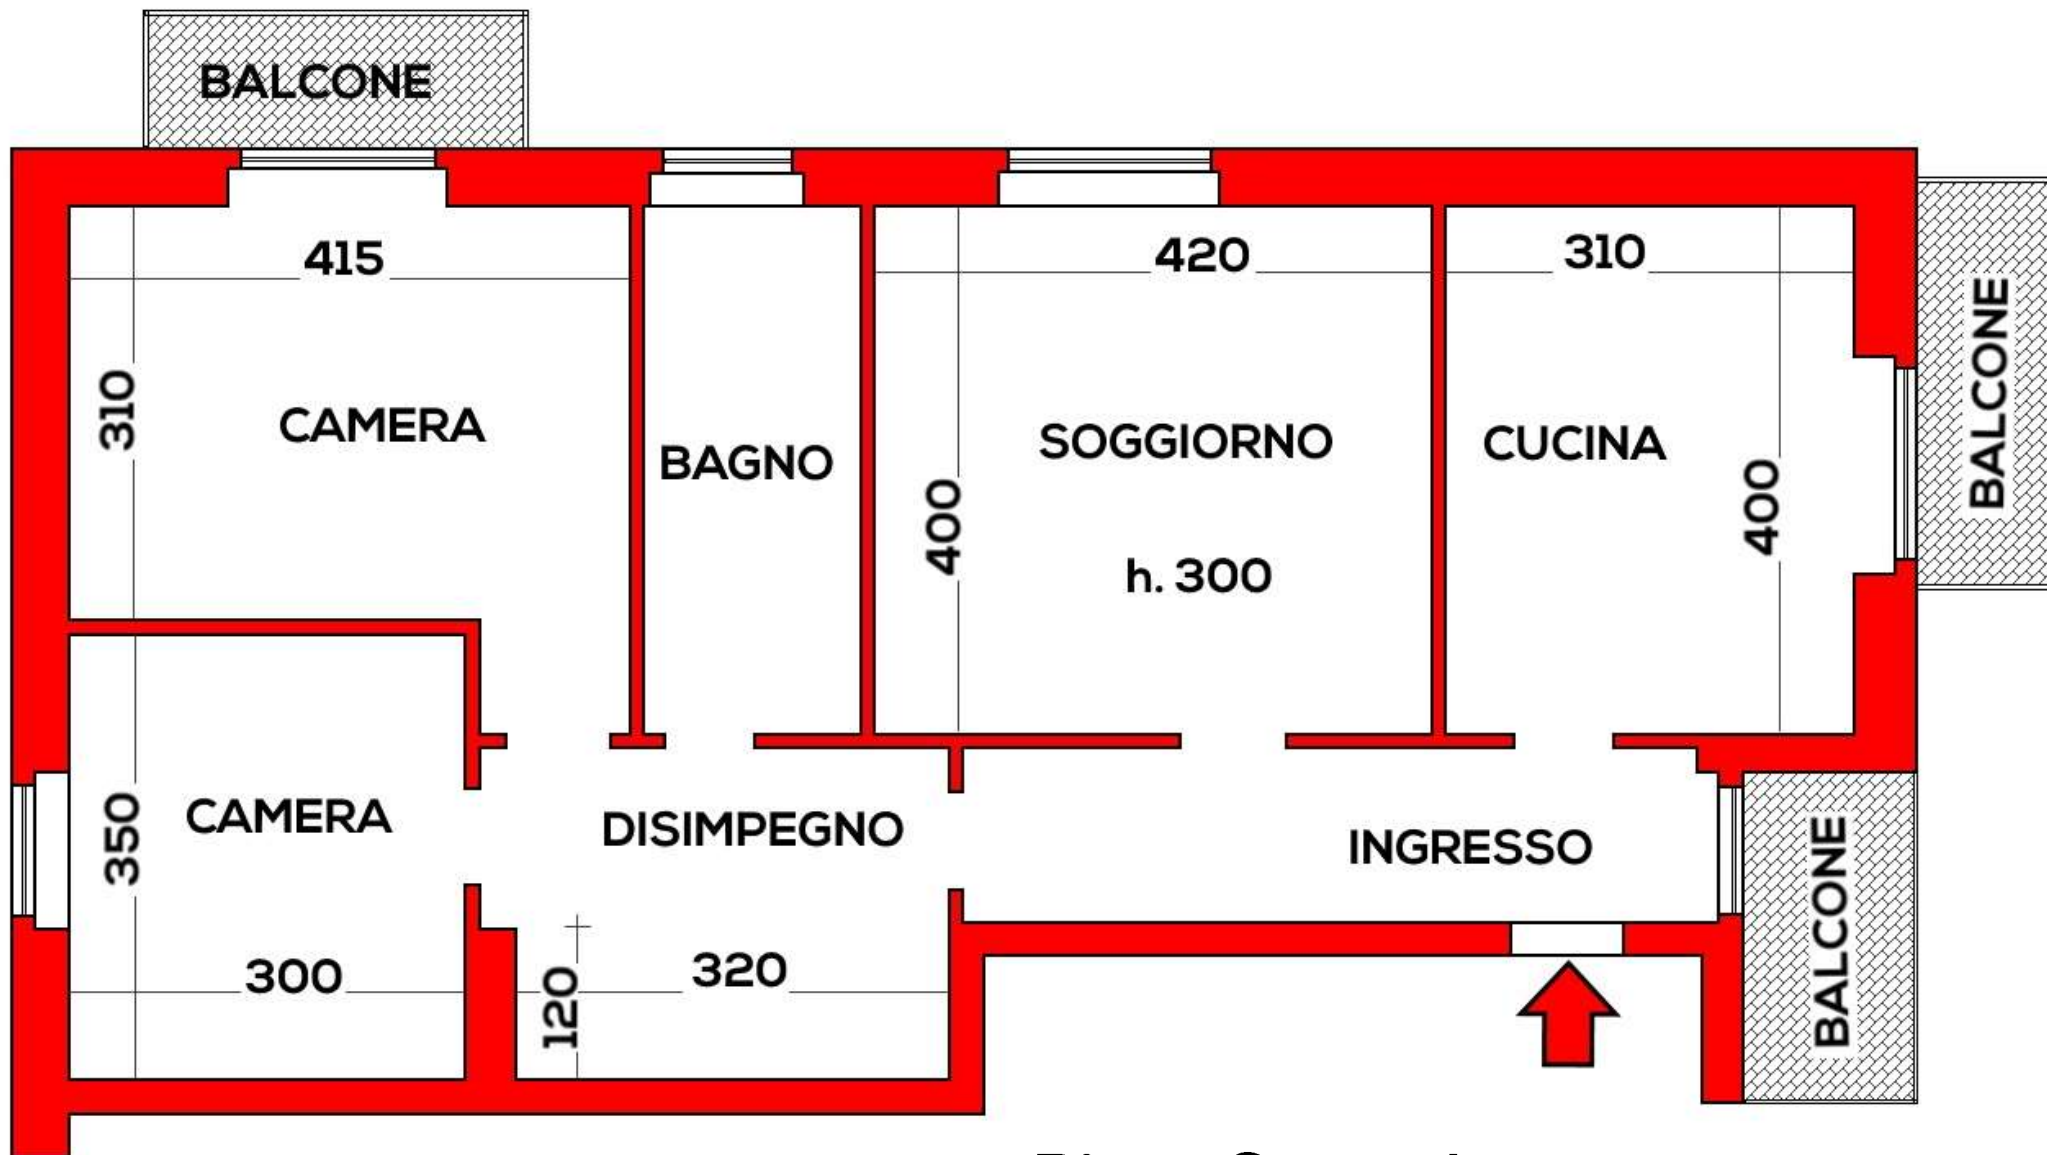 BALCONE
415
420
310
310
CAMERA
BAGNO
SOGGIORNO
CUCINA
BALCONE
400
400
h. 300
350
CAMERA
DISIMPEGNO
INGRESSO
BALCONE
300
120
320